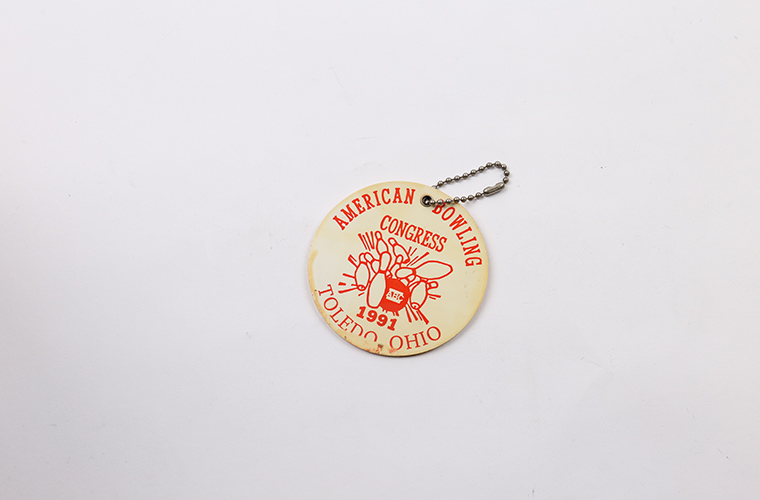 AMERICAN BOWLING
CONGRESS
ABC
1991
TOLEDO, OHIO